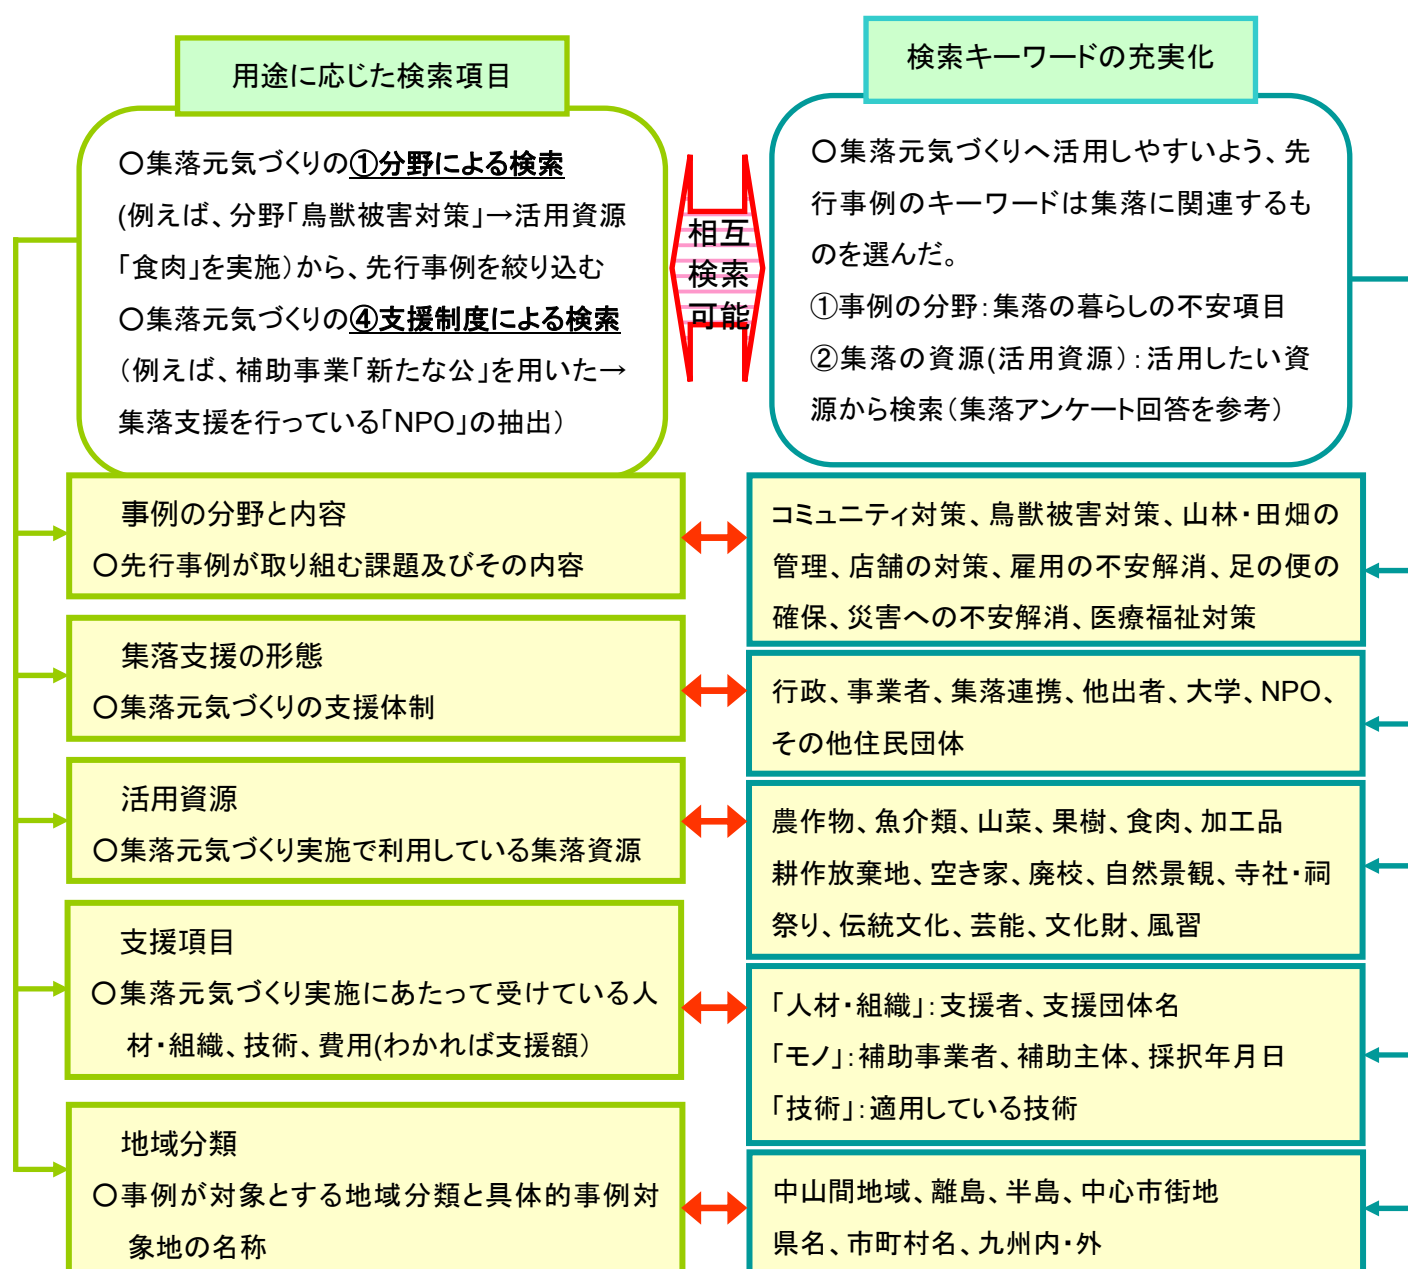 用途に応じた検索項目
〇集落元気づくりの①分野による検索
(例えば、分野「鳥獣被害対策」→活用資源
「食肉」を実施）から、先行事例を絞り込む
〇集落元気づくりの④支援制度による検索
（例えば、補助事業「新たな公」を用いた→
集落支援を行っている「NPO」の抽出）
相互
検索
可能
検索キーワードの充実化
〇集落元気づくりへ活用しやすいよう、先
行事例のキーワードは集落に関連するも
のを選んだ。
①事例の分野：集落の暮らしの不安項目
②集落の資源(活用資源）：活用したい資
源から検索（集落アンケート回答を参考）
事例の分野と内容
〇先行事例が取り組む課題及びその内容
コミュニティ対策、鳥獣被害対策、山林・田畑の
管理、店舗の対策、雇用の不安解消、足の便の
確保、災害への不安解消、医療福祉対策
集落支援の形態
〇集落元気づくりの支援体制
行政、事業者、集落連携、他出者、大学、NPO、
その他住民団体
活用資源
〇集落元気づくり実施で利用している集落資源
農作物、魚介類、山菜、果樹、食肉、加工品
耕作放棄地、空き家、廃校、自然景観、寺社・祠
祭り、伝統文化、芸能、文化財、風習
支援項目
〇集落元気づくり実施にあたって受けている人
材・組織、技術、費用(わかれば支援額）
「人材・組織」：支援者、支援団体名
「モノ」：補助事業者、補助主体、採択年月日
「技術」：適用している技術
地域分類
〇事例が対象とする地域分類と具体的事例対
象地の名称
中山間地域、離島、半島、中心市街地
県名、市町村名、九州内・外